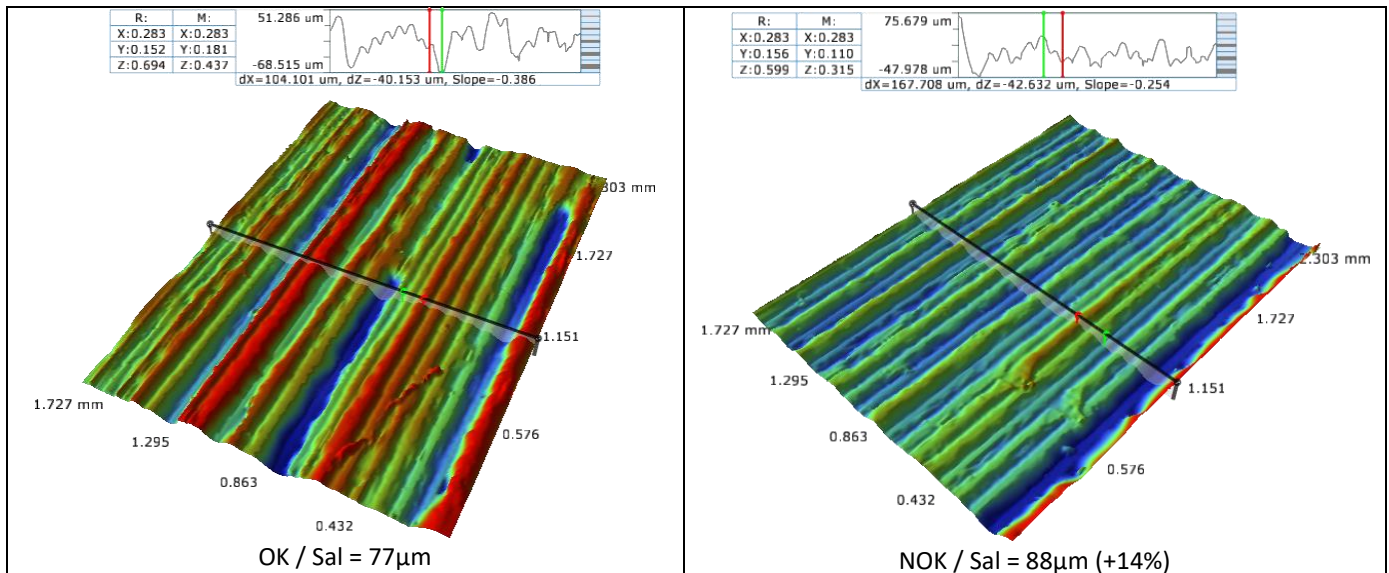 R: M:
X:0.283 X:0.283
Y:0.152 Y:0.181
Z:0.694 Z:0.437
51.286 um
-68.515 um
dX=104.101 um, dZ=-40.153 um, Slope=-0.386
303 mm
1.727
1.151
0.576
1.727 mm
1.295
0.863
0.432
OK / Sal = 77µm
R: M:
X:0.283 X:0.283
Y:0.156 Y:0.110
Z:0.599 Z:0.315
75.679 um
-47.978 um
dX=167.708 um, dZ=-42.632 um, Slope=-0.254
2.303 mm
1.727
1.151
0.576
1.727 mm
1.295
0.863
0.432
NOK / Sal = 88µm (+14%)